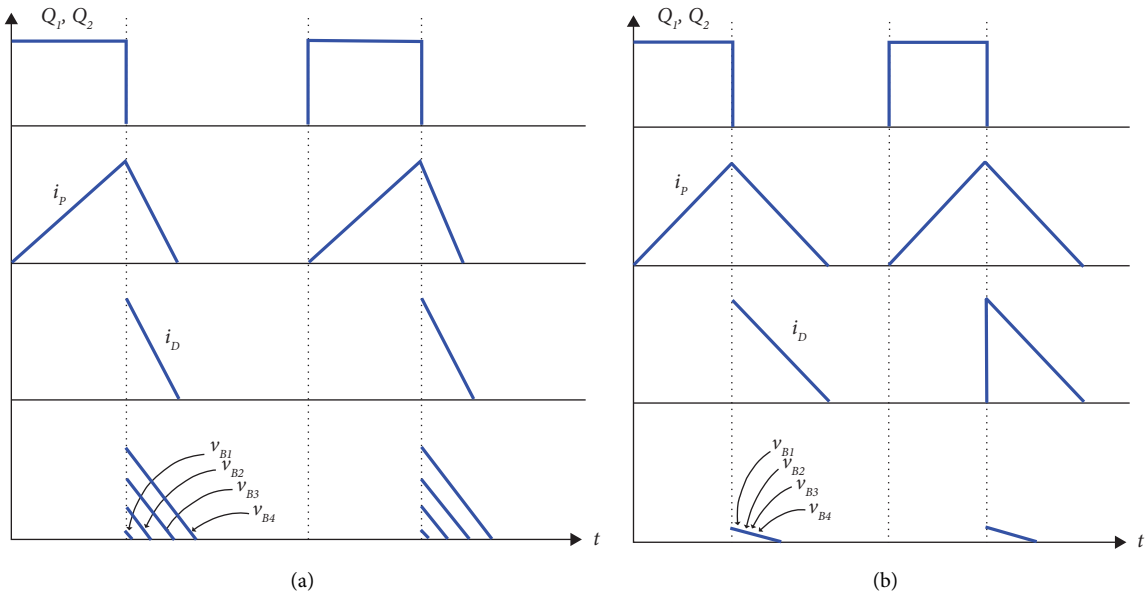 Q1, Q2
iP
iD
vB1
vB2
vB3
vB4
t
(a)
Q1, Q2
iP
iD
vB1
vB2
vB3
vB4
t
(b)